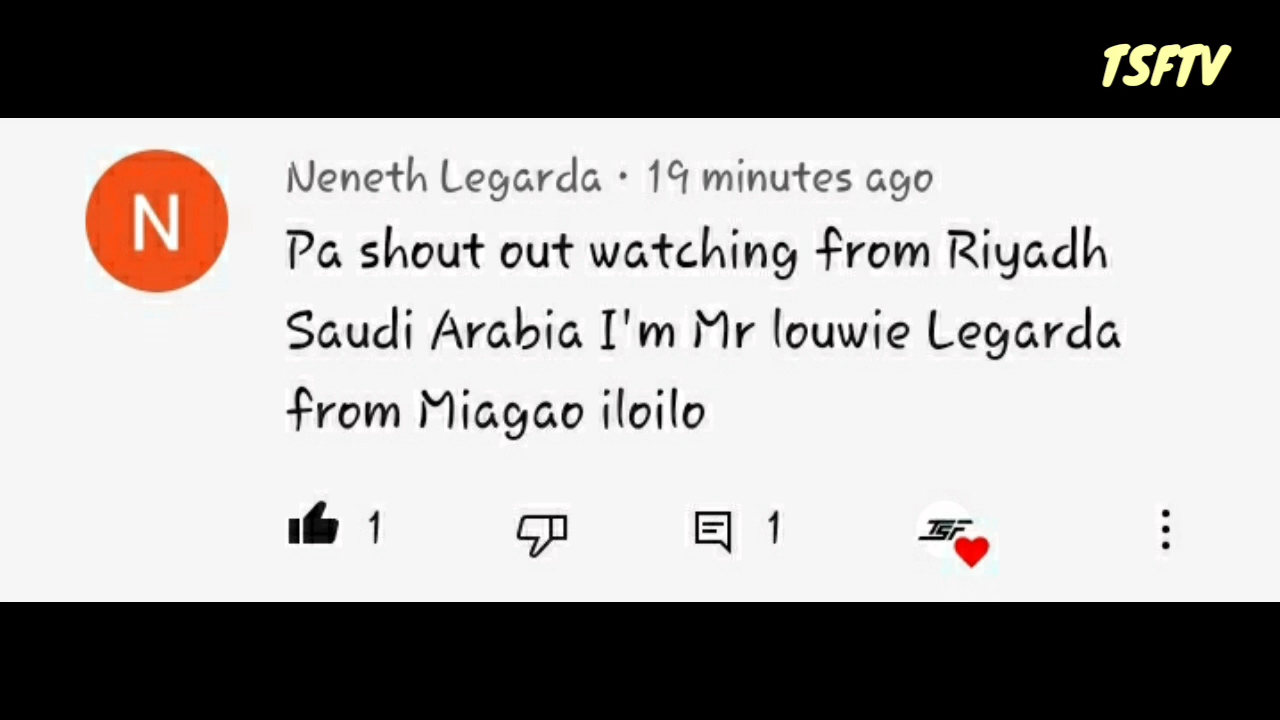 TSFTV
N
Neneth Legarda · 19 minutes ago
Pa shout out watching from Riyadh
Saudi Arabia I'm Mr louwie Legarda
from Miagao iloilo
1
1
TSF